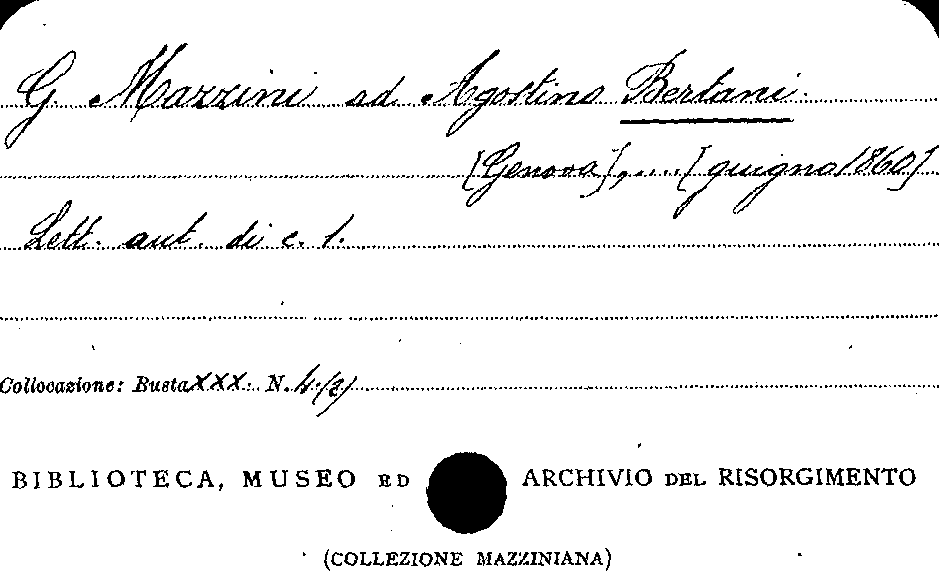 G. Mazzini ad Agostino Bertani.
[Genova], .... [giugno 1860]
Lett. aut. di c. 1.
Collocazione: Busta XXX. N. 4/2)
BIBLIOTECA, MUSEO ED ARCHIVIO DEL RISORGIMENTO
(COLLEZIONE MAZZINIANA)